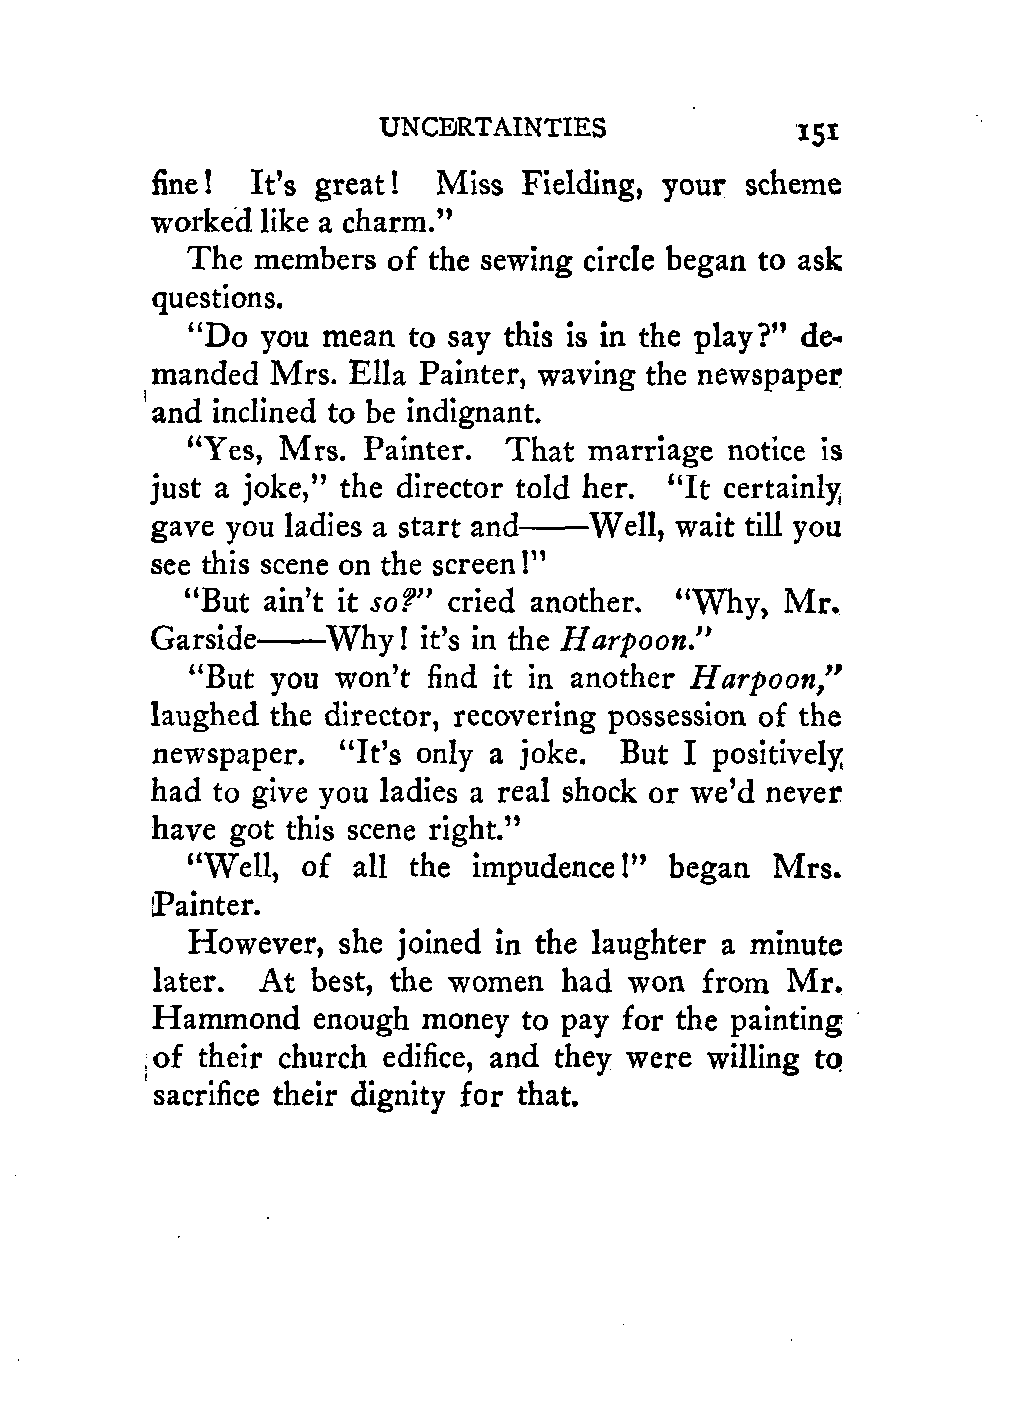 UNCERTAINTIES 151
fine! It's great! Miss Fielding, your scheme
worked like a charm."
The members of the sewing circle began to ask
questions.
"Do you mean to say this is in the play?" de-
manded Mrs. Ella Painter, waving the newspaper
and inclined to be indignant.
"Yes, Mrs. Painter. That marriage notice is
just a joke," the director told her. "It certainly
gave you ladies a start and——Well, wait till you
see this scene on the screen!"
"But ain't it so?" cried another. "Why, Mr.
Garside——Why! it's in the Harpoon."
"But you won't find it in another Harpoon,"
laughed the director, recovering possession of the
newspaper. "It's only a joke. But I positively
had to give you ladies a real shock or we'd never
have got this scene right."
"Well, of all the impudence!" began Mrs.
Painter.
However, she joined in the laughter a minute
later. At best, the women had won from Mr.
Hammond enough money to pay for the painting
of their church edifice, and they were willing to
sacrifice their dignity for that.